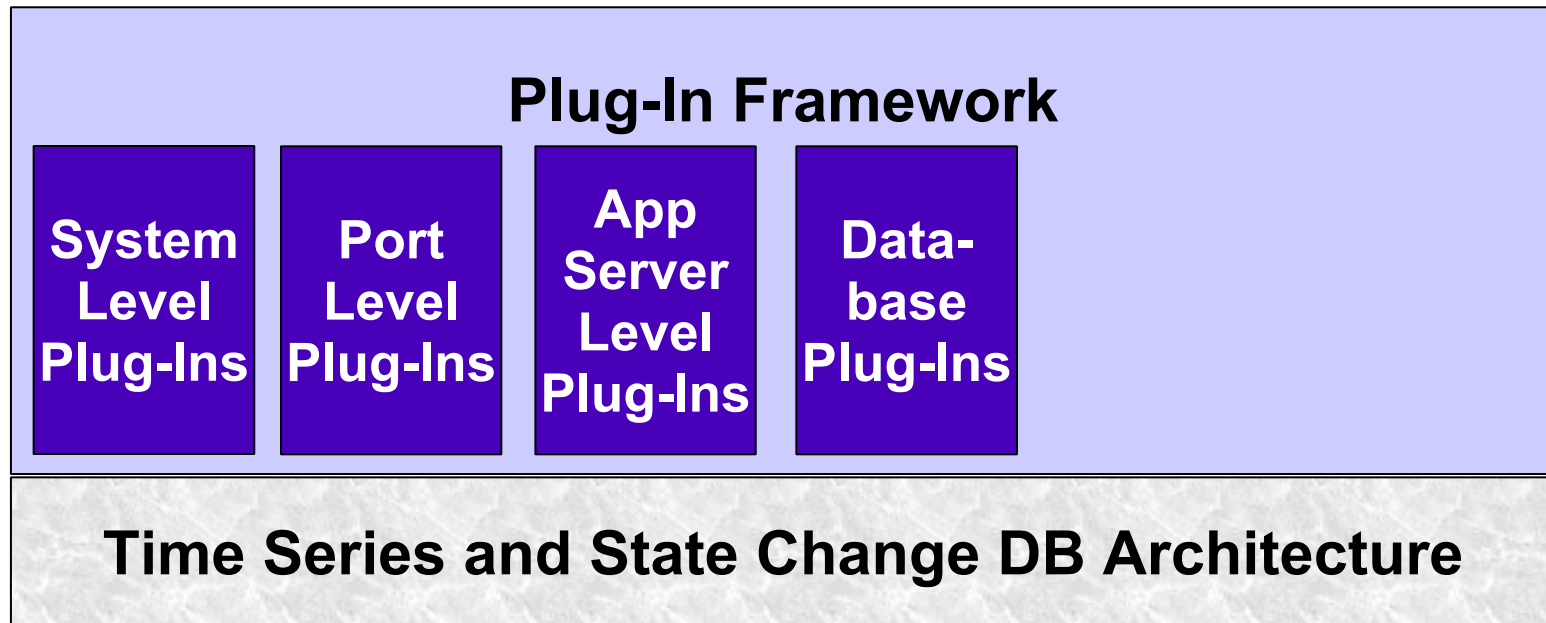 Plug-In Framework
System
Level
Plug-Ins
Port
Level
Plug-Ins
App
Server
Level
Plug-Ins
Data-
base
Plug-Ins
Time Series and State Change DB Architecture